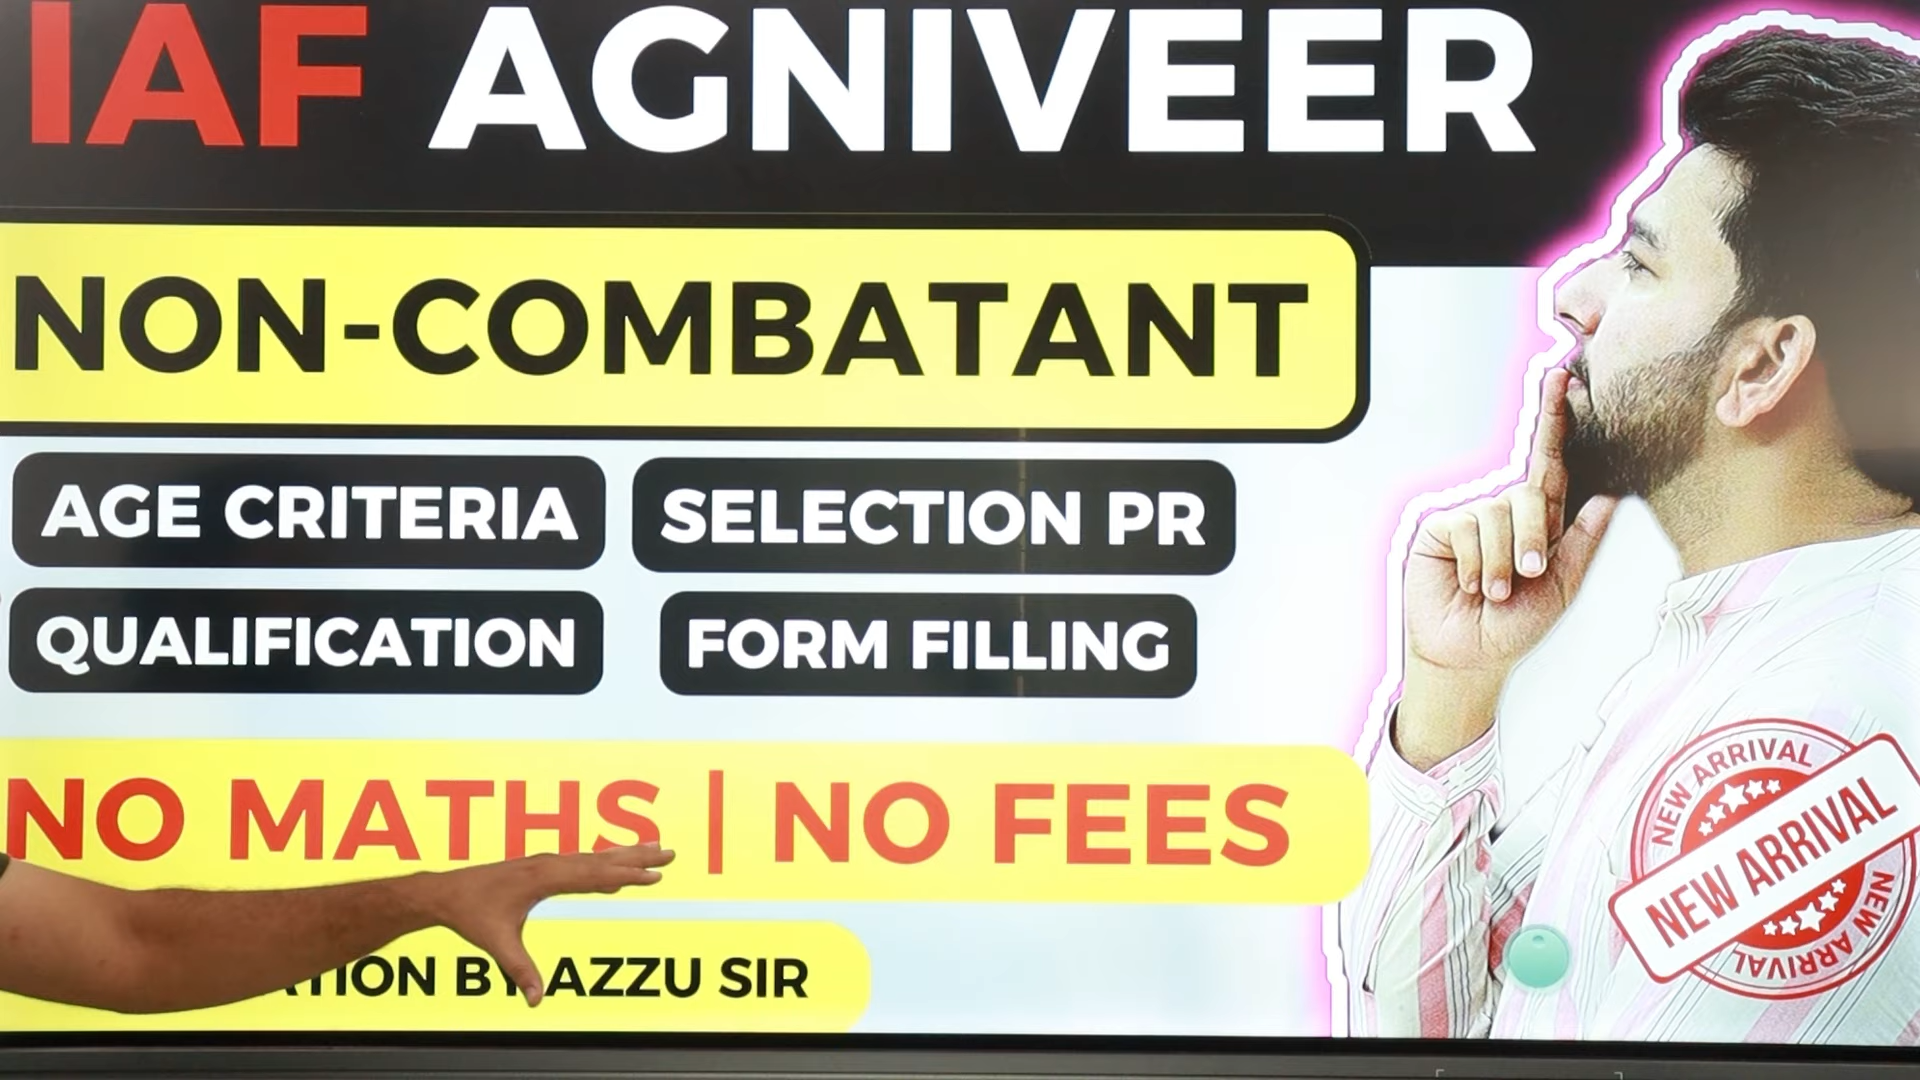 IAF AGNIVEER
NON-COMBATANT
AGE CRITERIA
SELECTION PR
QUALIFICATION
FORM FILLING
NO MATHS | NO FEES
BY AZZU SIR
NEW ARRIVAL
NEW ARRIVAL
NEW ARRIVAL